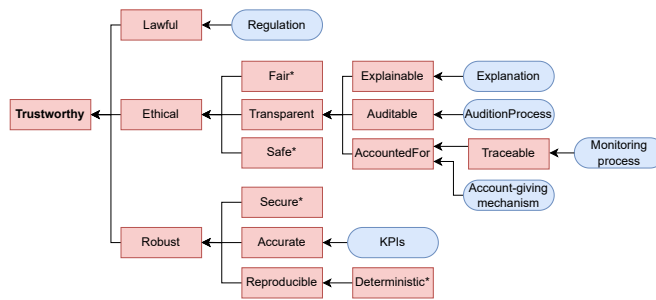 Lawful
Regulation
Fair*
Explainable
Explanation
Trustworthy
Ethical
Transparent
Auditable
AuditionProcess
Safe*
AccountedFor
Traceable
Monitoring
process
Account-giving
mechanism
Secure*
Robust
Accurate
KPIs
Reproducible
Deterministic*